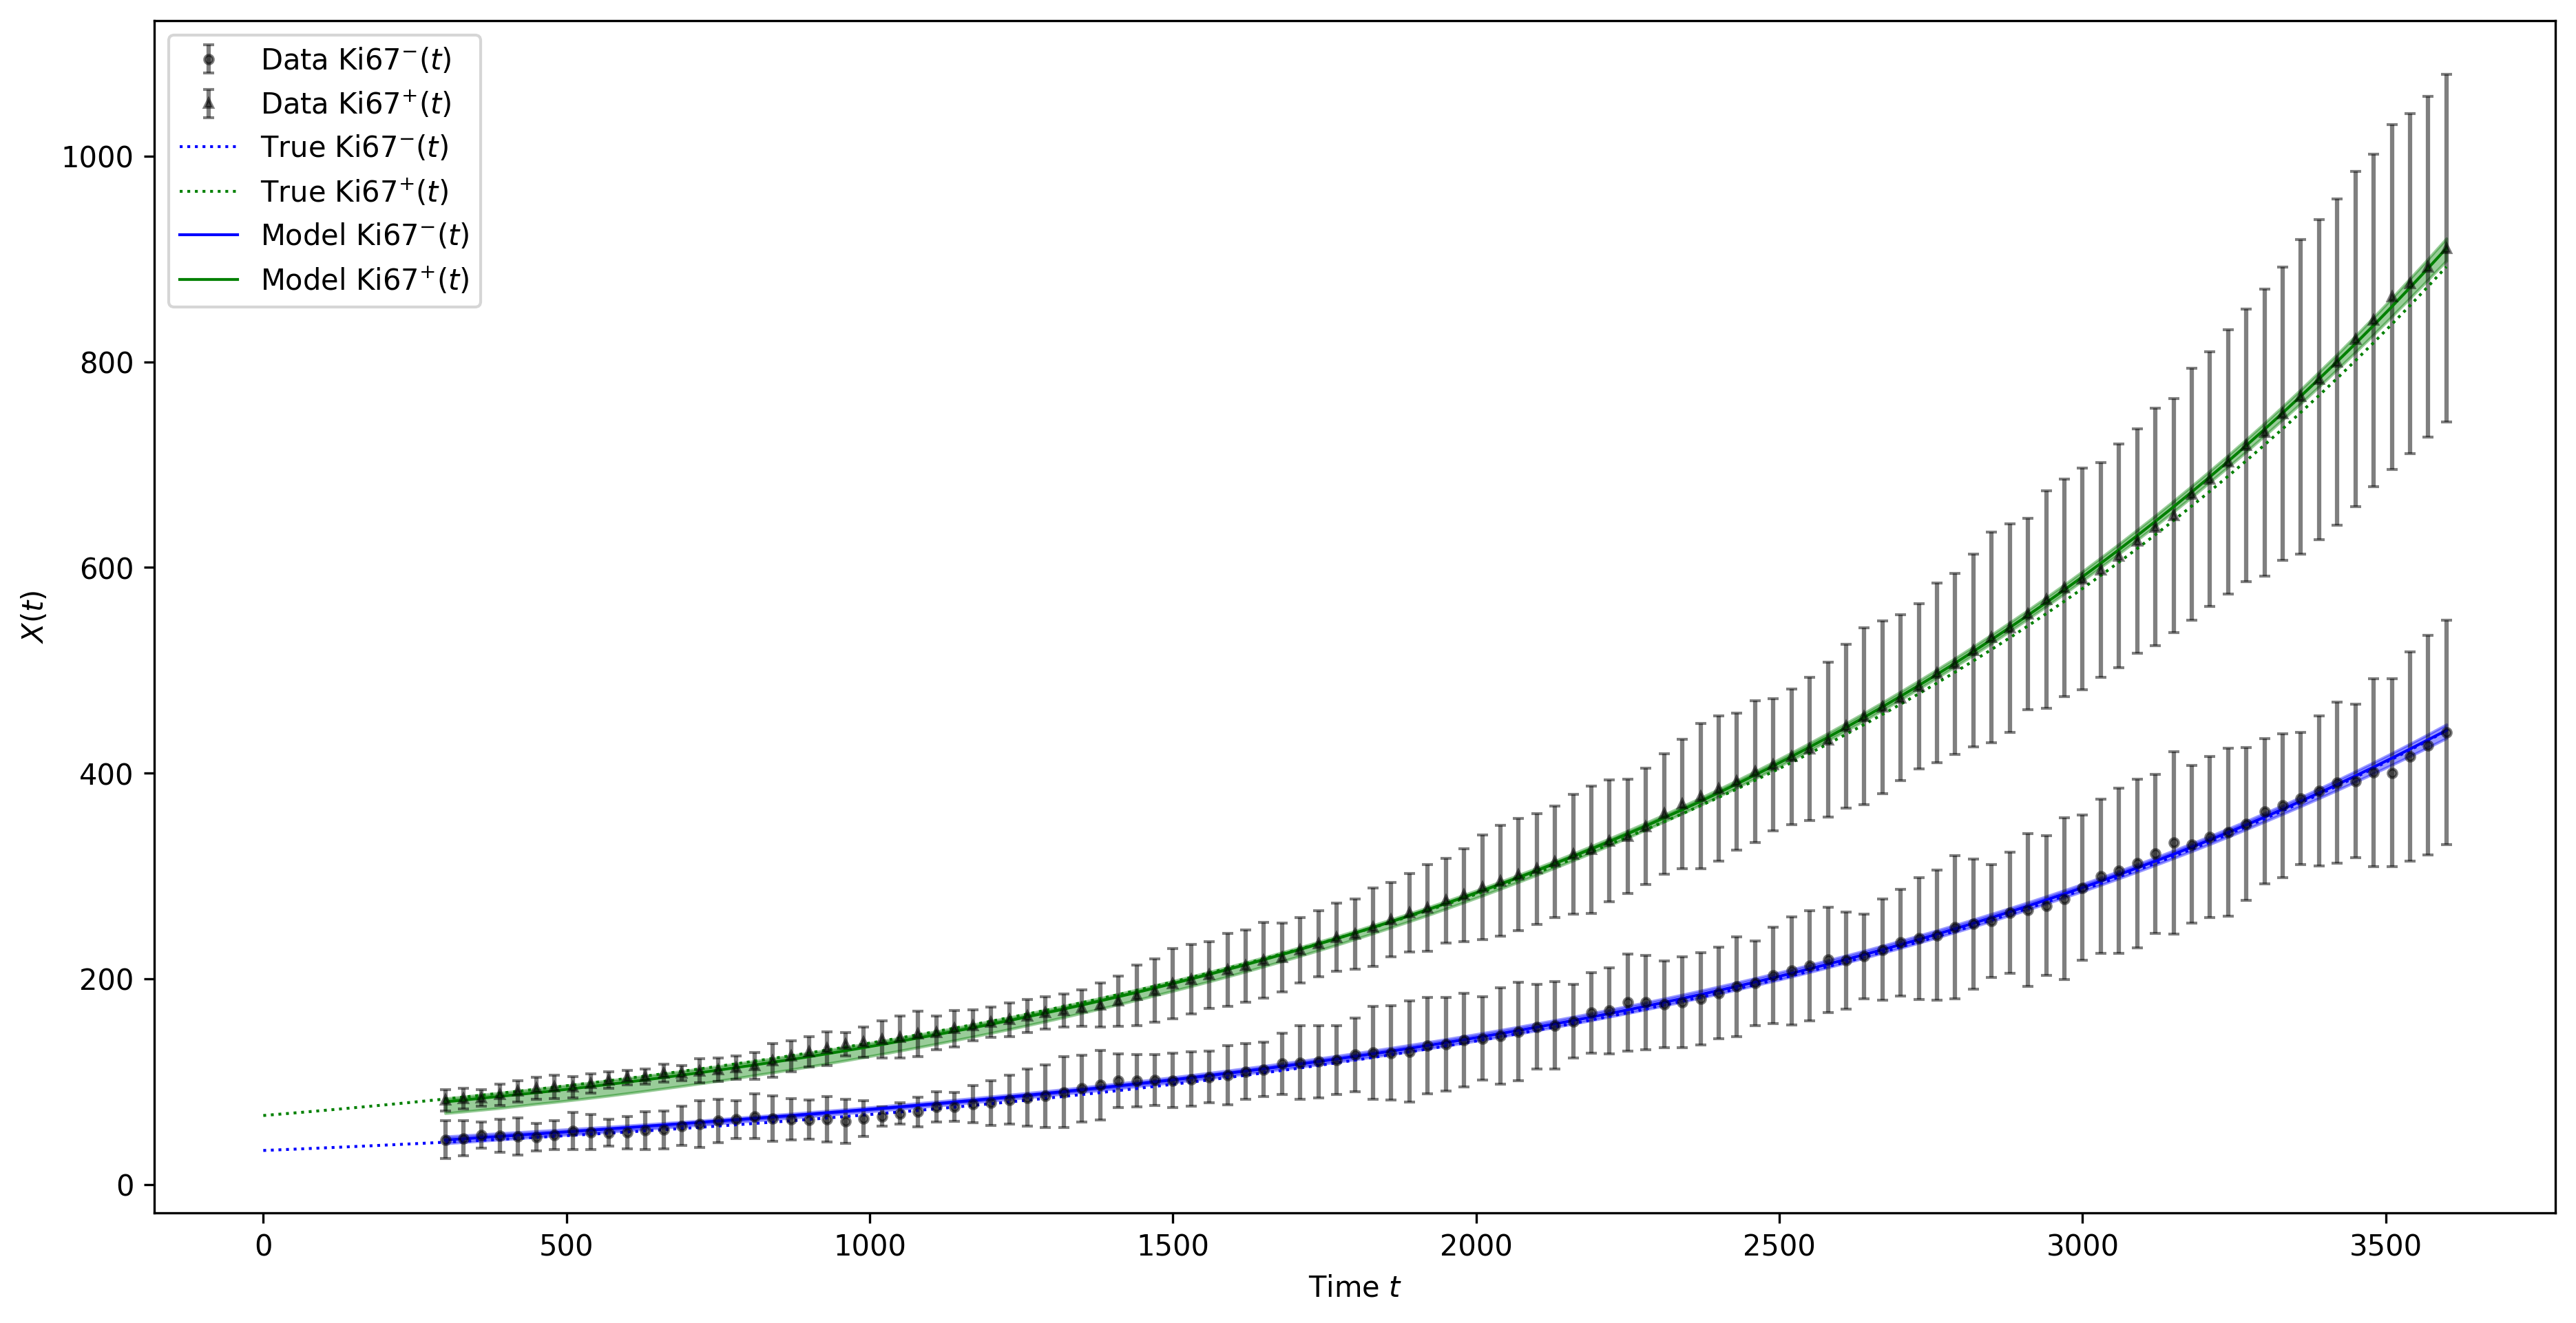 Data Ki67⁻(t)
Data Ki67⁺(t)
True Ki67⁻(t)
True Ki67⁺(t)
Model Ki67⁻(t)
Model Ki67⁺(t)
1000
800
600
400
200
0
X(t)
0 500 1000 1500 2000 2500 3000 3500
Time t